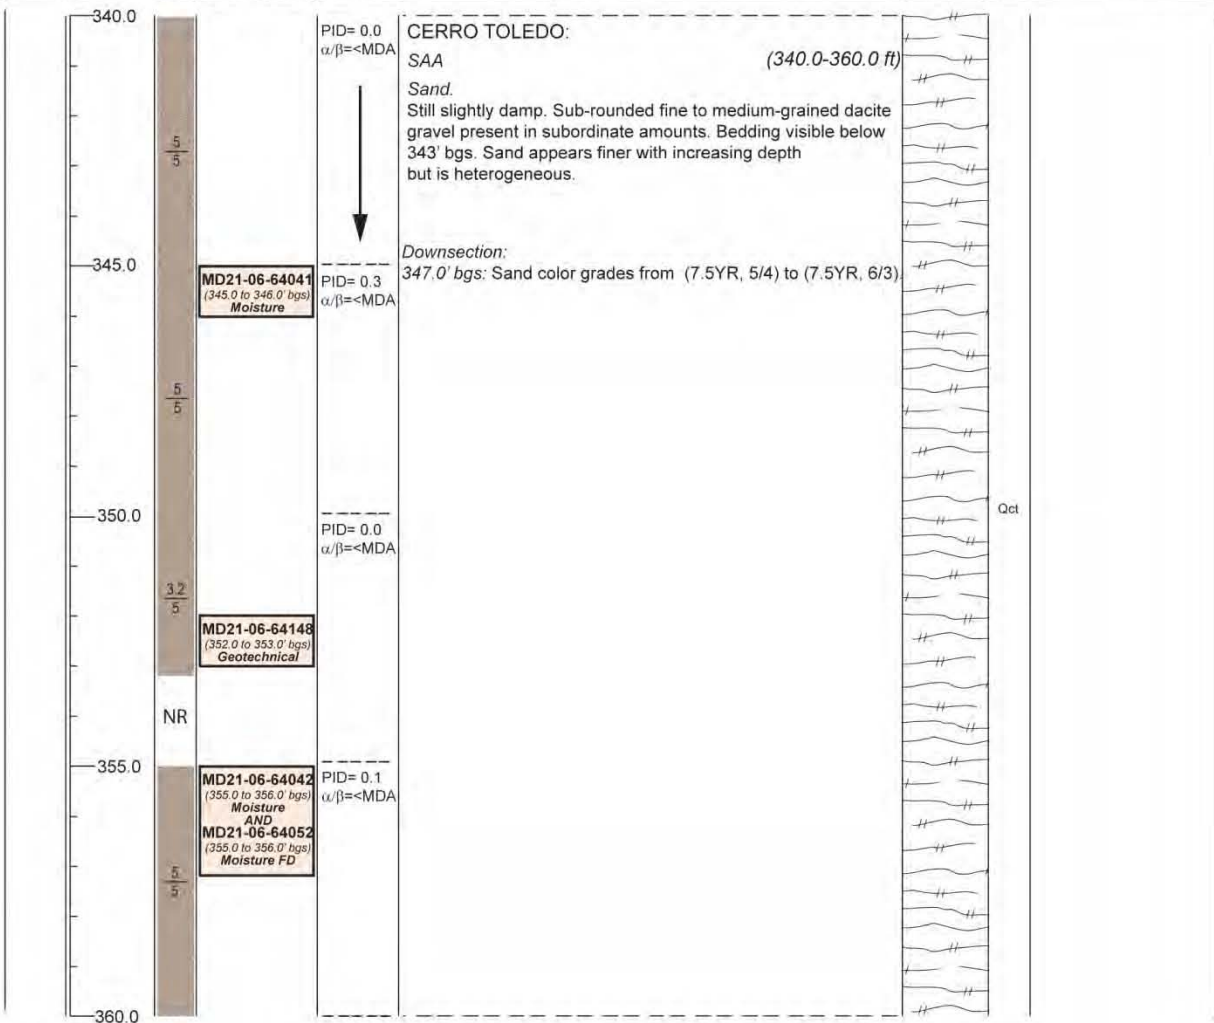 340.0
PID= 0.0
α/β=<MDA
CERRO TOLEDO:
SAA (340.0-360.0 ft)
Sand.
Still slightly damp. Sub-rounded fine to medium-grained dacite
gravel present in subordinate amounts. Bedding visible below
343' bgs. Sand appears finer with increasing depth
but is heterogeneous.
5
5
Downsection:
347.0' bgs: Sand color grades from (7.5YR, 5/4) to (7.5YR, 6/3).
345.0
MD21-06-64041
(345.0 to 346.0' bgs)
Moisture
PID= 0.3
α/β=<MDA
5
5
350.0
PID= 0.0
α/β=<MDA
Qct
3.2
5
MD21-06-64148
(352.0 to 353.0' bgs)
Geotechnical
NR
355.0
MD21-06-64042
(355.0 to 356.0' bgs)
Moisture
AND
MD21-06-64052
(355.0 to 356.0' bgs)
Moisture FD
PID= 0.1
α/β=<MDA
5
5
360.0